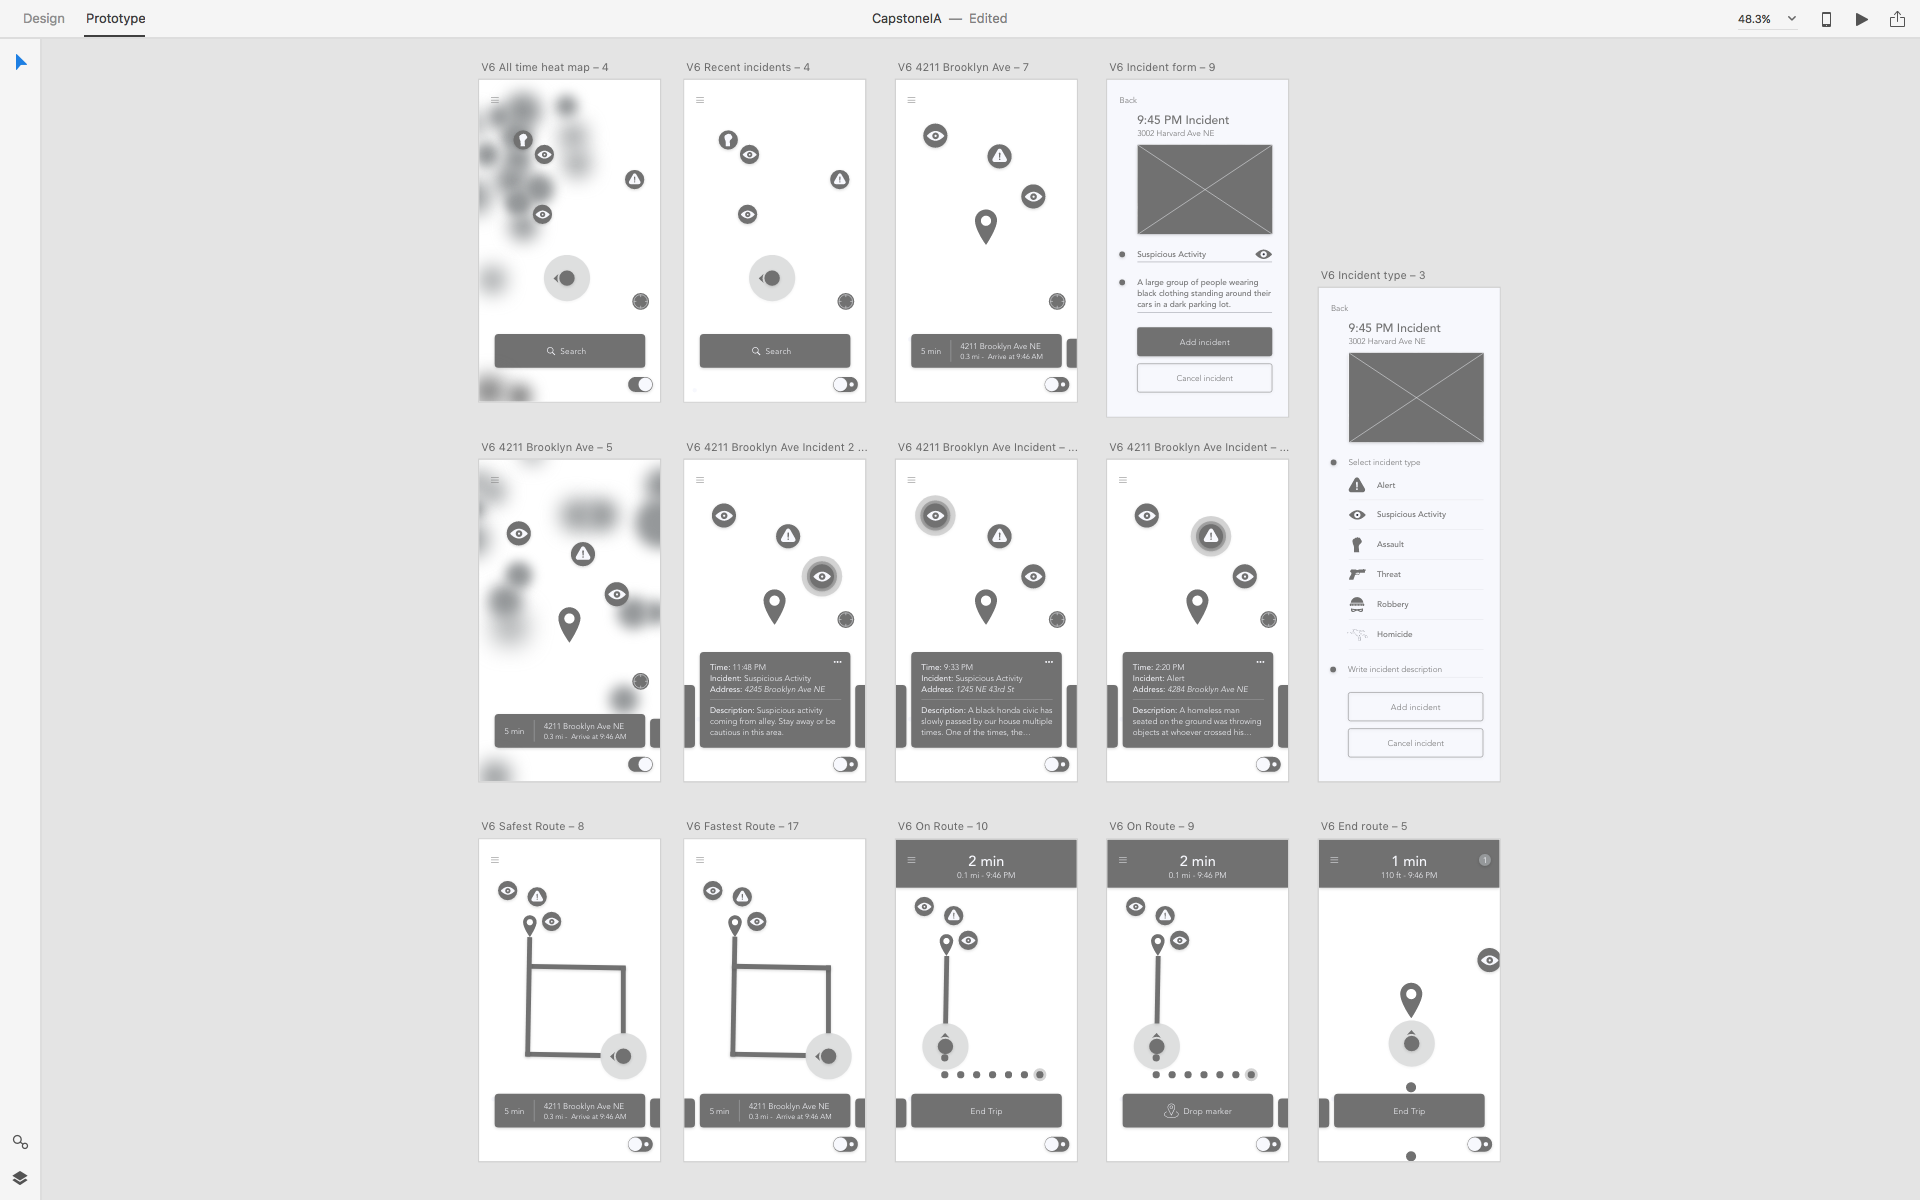 Design
Prototype
CapstoneIA — Edited
48.3%
V6 All time heat map – 4
Search
V6 Recent incidents – 4
Search
V6 4211 Brooklyn Ave – 7
5 min
4211 Brooklyn Ave NE
0.3 mi - Arrive at 9:46 AM
V6 Incident form – 9
Back
9:45 PM Incident
3002 Harvard Ave NE
Suspicious Activity
A large group of people wearing
black clothing standing around their
cars in a dark parking lot.
Add incident
Cancel incident
V6 Incident type – 3
Back
9:45 PM Incident
3002 Harvard Ave NE
Select incident type
Alert
Suspicious Activity
Assault
Threat
Robbery
Homicide
Write incident description
Add incident
Cancel incident
V6 4211 Brooklyn Ave – 5
5 min
4211 Brooklyn Ave NE
0.3 mi - Arrive at 9:46 AM
V6 4211 Brooklyn Ave Incident 2 ...
Time: 11:48 PM
Incident: Suspicious Activity
Address: 4245 Brooklyn Ave NE
Description: Suspicious activity
coming from alley. Stay away or be
cautious in this area.
V6 4211 Brooklyn Ave Incident – ...
Time: 9:33 PM
Incident: Suspicious Activity
Address: 1245 NE 43rd St
Description: A black honda civic has
slowly passed by our house multiple
times. One of the times, the...
V6 4211 Brooklyn Ave Incident – ...
Time: 2:20 PM
Incident: Alert
Address: 4284 Brooklyn Ave NE
Description: A homeless man
seated on the ground was throwing
objects at whoever crossed his...
V6 Safest Route – 8
5 min
4211 Brooklyn Ave NE
0.3 mi - Arrive at 9:46 AM
V6 Fastest Route – 17
5 min
4211 Brooklyn Ave NE
0.3 mi - Arrive at 9:46 AM
V6 On Route – 10
2 min
0.1 mi - 9:46 PM
End Trip
V6 On Route – 9
2 min
0.1 mi - 9:46 PM
Drop marker
V6 End route – 5
1 min
1
110 ft - 9:46 PM
End Trip